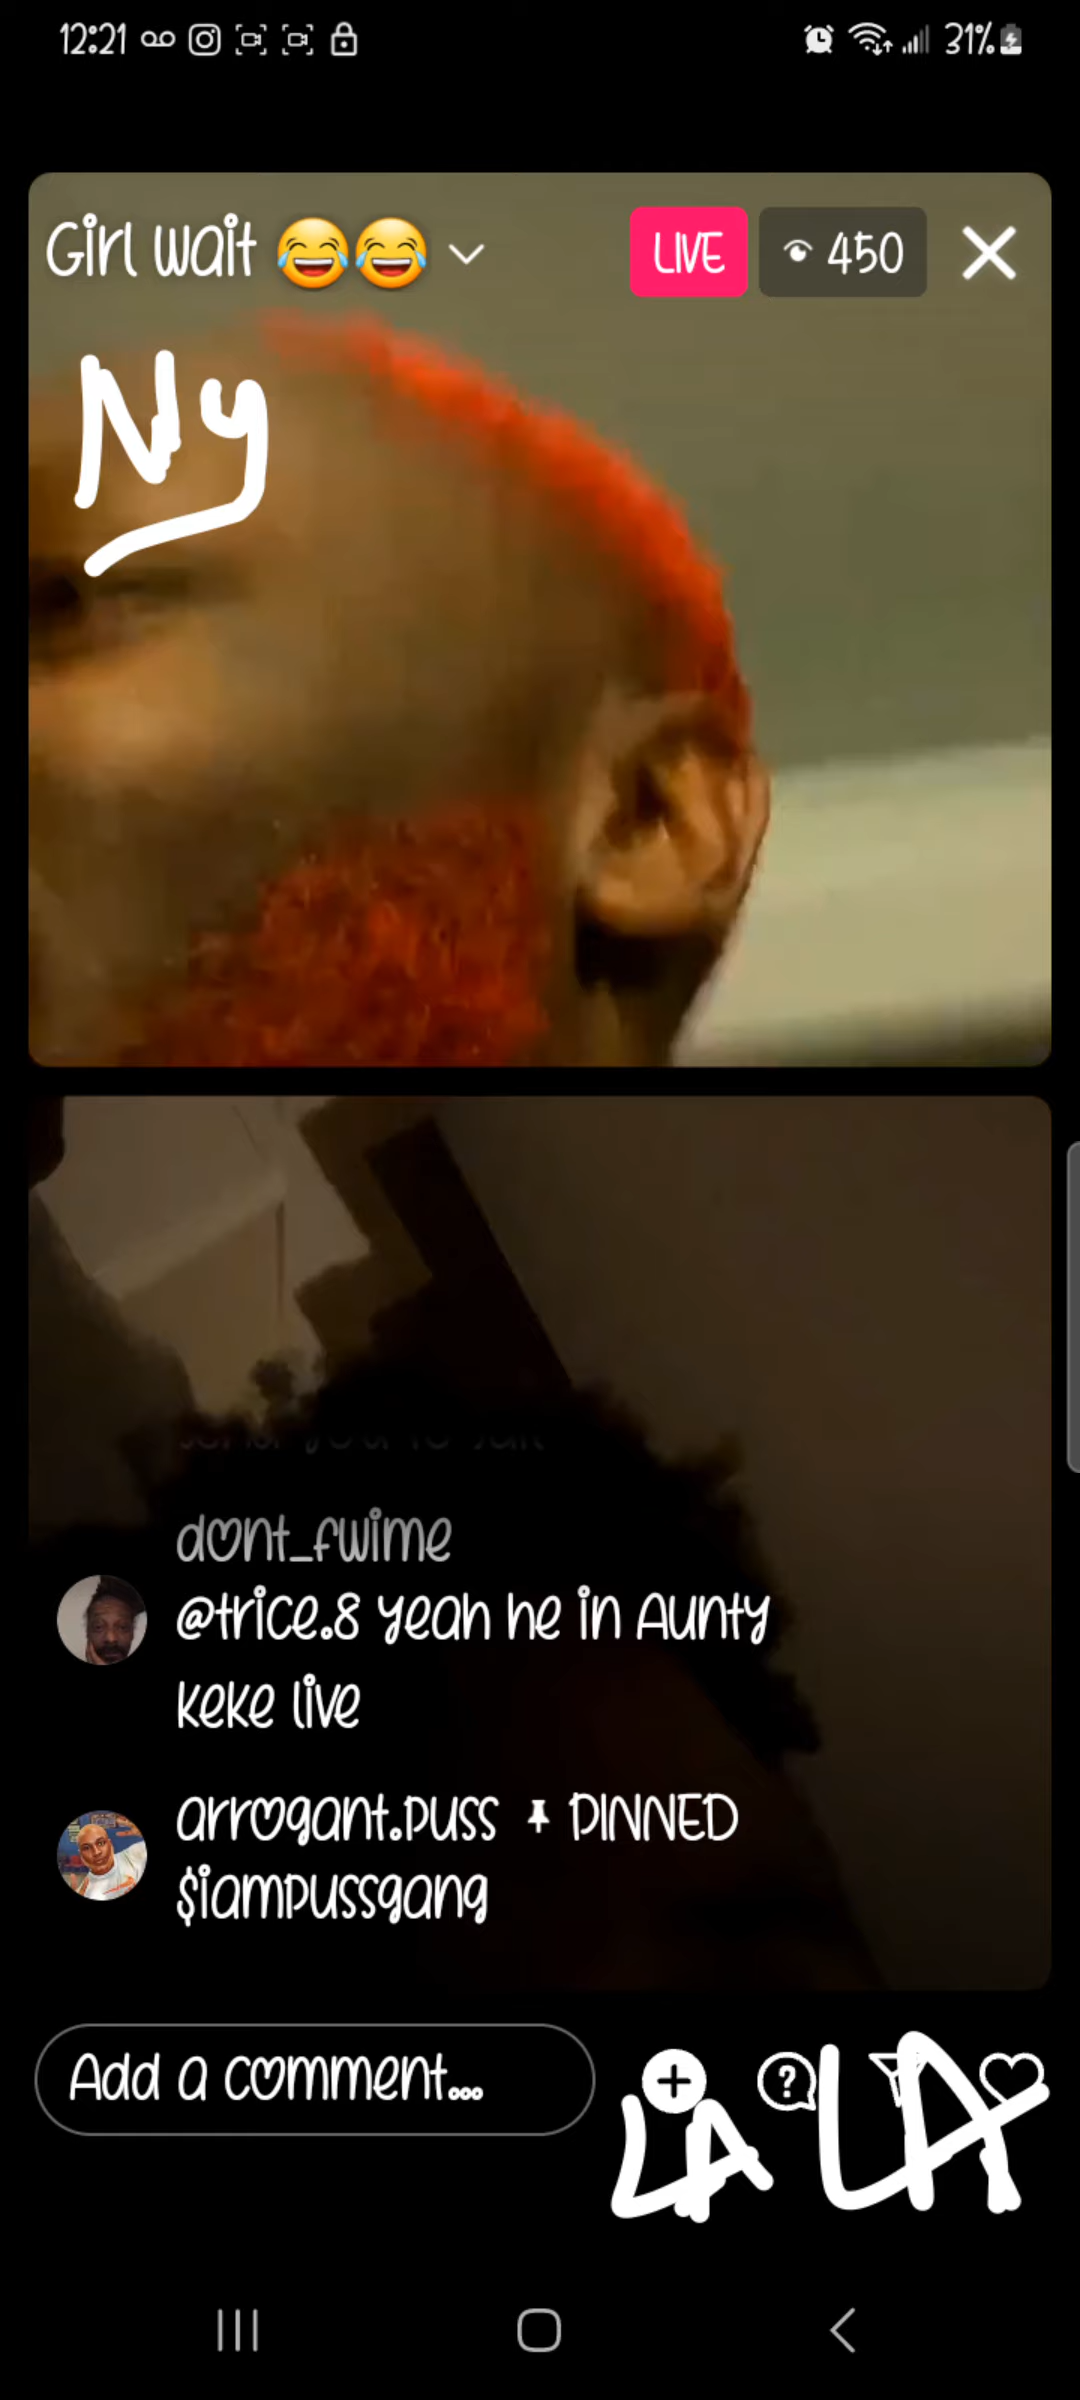 12:21
31%
Girl wait 😂😂
LIVE
450
Ny
dont_fwime
@trice.8 yeah he in Aunty
keke live
arrogant.puss PINNED
$iampussgang
Add a comment...
LA LA